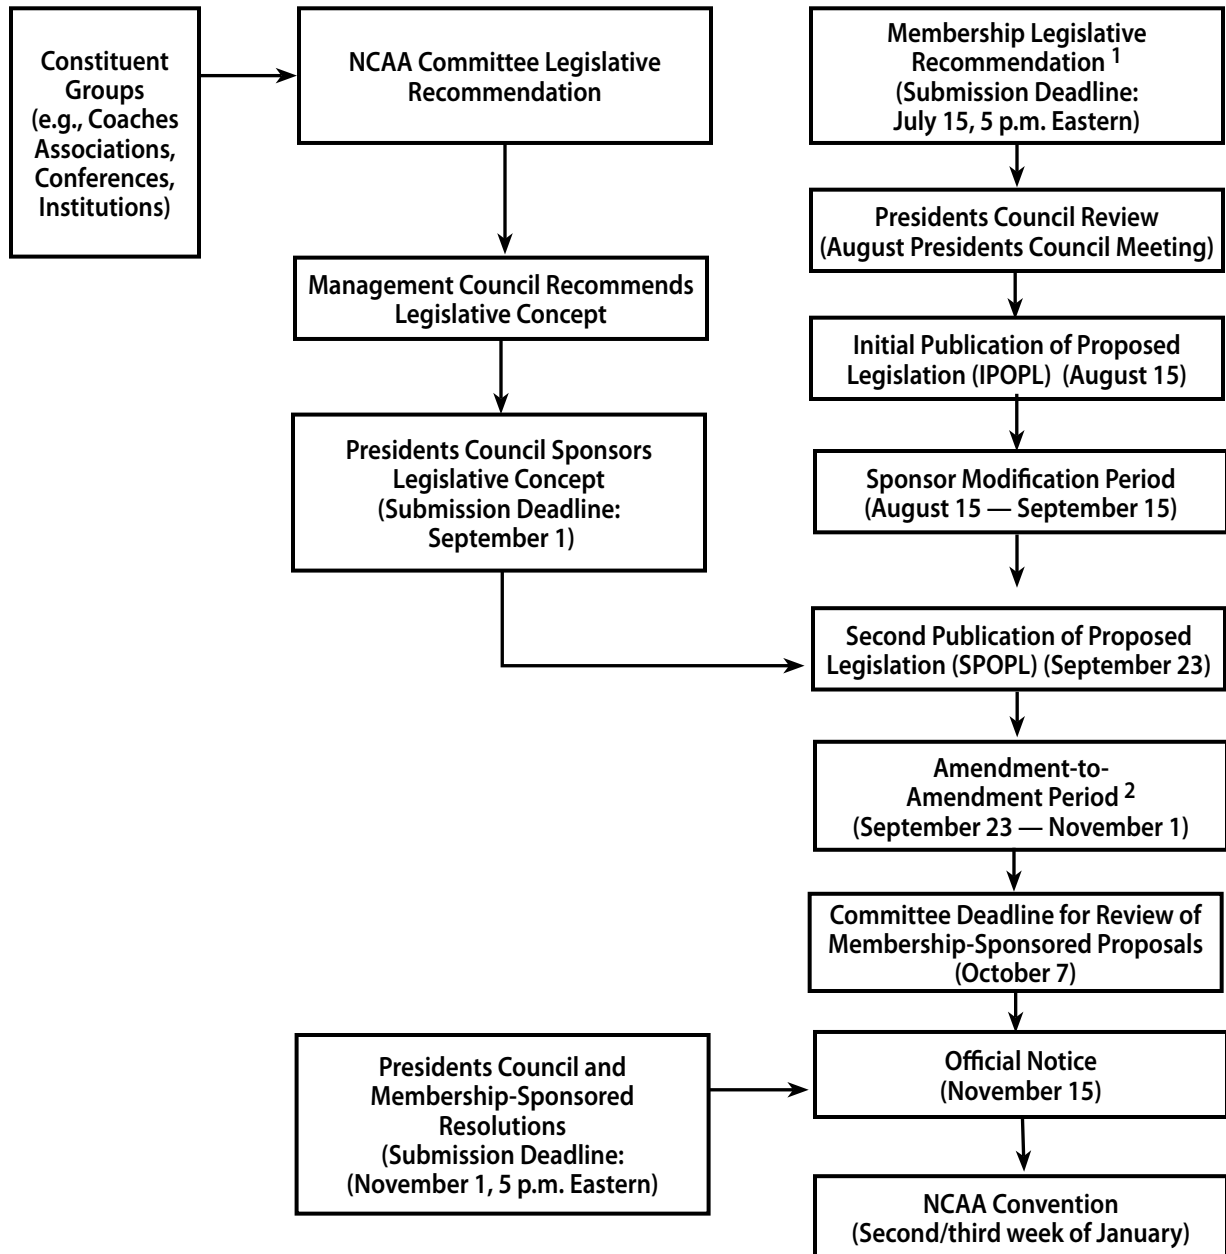 Constituent
Groups
(e.g., Coaches
Associations,
Conferences,
Institutions)
NCAA Committee Legislative
Recommendation
Management Council Recommends
Legislative Concept
Presidents Council Sponsors
Legislative Concept
(Submission Deadline:
September 1)
Membership Legislative
Recommendation 1
(Submission Deadline:
July 15, 5 p.m. Eastern)
Presidents Council Review
(August Presidents Council Meeting)
Initial Publication of Proposed
Legislation (IPOPL) (August 15)
Sponsor Modification Period
(August 15 — September 15)
Second Publication of Proposed
Legislation (SPOPL) (September 23)
Amendment-to-
Amendment Period 2
(September 23 — November 1)
Committee Deadline for Review of
Membership-Sponsored Proposals
(October 7)
Presidents Council and
Membership-Sponsored
Resolutions
(Submission Deadline:
(November 1, 5 p.m. Eastern)
Official Notice
(November 15)
NCAA Convention
(Second/third week of January)